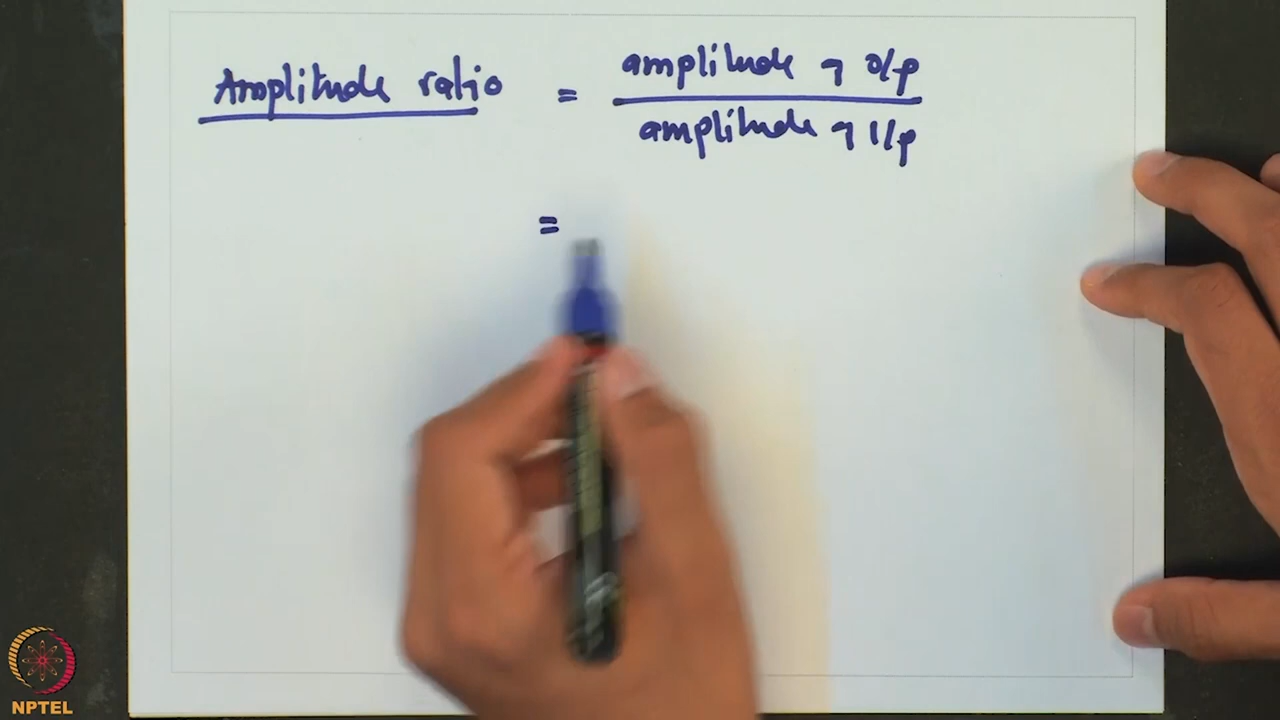 Amplitude ratio = amplitude of o/p
amplitude of i/p
=
NPTEL